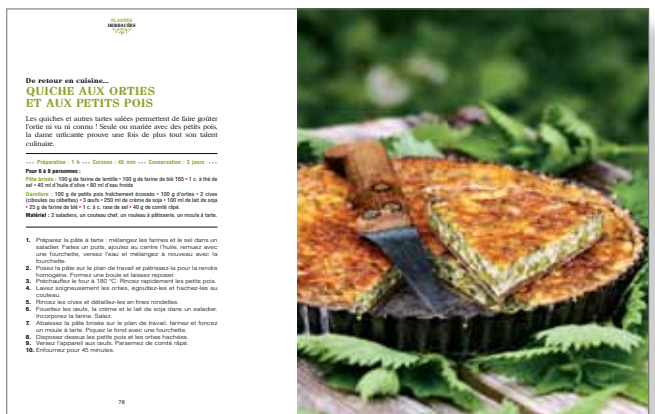 PLANTES
HERBACÉES
De retour en cuisine...
QUICHE AUX ORTIES
ET AUX PETITS POIS
Les quiches et autres tartes salées permettent de faire goûter
l'ortie ni vu ni connu ! Seule ou mariée avec des petits pois,
la dame urticante prouve une fois de plus tout son talent
culinaire.
••• Préparation : 1 h ••• Cuisson : 45 min ••• Conservation : 3 jours •••
Pour 6 à 8 personnes :
Pâte brisée : 100 g de farine de lentille • 100 g de farine de blé T65 • 1 c. à thé de
sel • 40 ml d'huile d'olive • 80 ml d'eau froide
Garniture : 100 g de petits pois fraîchement écossés • 100 g d'orties • 2 cives
(ciboules ou cébettes) • 3 œufs • 250 ml de crème de soja • 100 ml de lait de soja
• 25 g de farine de blé • 1 c. à c. rase de sel • 40 g de comté râpé.
Matériel : 2 saladiers, un couteau chef, un rouleau à pâtisserie, un moule à tarte.
1. Préparez la pâte à tarte : mélangez les farines et le sel dans un
saladier. Faites un puits, ajoutez au centre l'huile, remuez avec
une fourchette, versez l'eau et mélangez à nouveau avec la
fourchette.
2. Posez la pâte sur le plan de travail et pétrissez-la pour la rendre
homogène. Formez une boule et laissez reposer.
3. Préchauffez le four à 180 °C. Rincez rapidement les petits pois.
4. Lavez soigneusement les orties, égouttez-les et hachez-les au
couteau.
5. Rincez les cives et détaillez-les en fines rondelles.
6. Fouettez les œufs, la crème et le lait de soja dans un saladier.
Incorporez la farine. Salez.
7. Abaissez la pâte brisée sur le plan de travail, farinez et foncez
un moule à tarte. Piquez le fond avec une fourchette.
8. Disposez dessus les petits pois et les orties hachées.
9. Versez l'appareil aux œufs. Parsemez de comté râpé.
10. Enfournez pour 45 minutes.
78